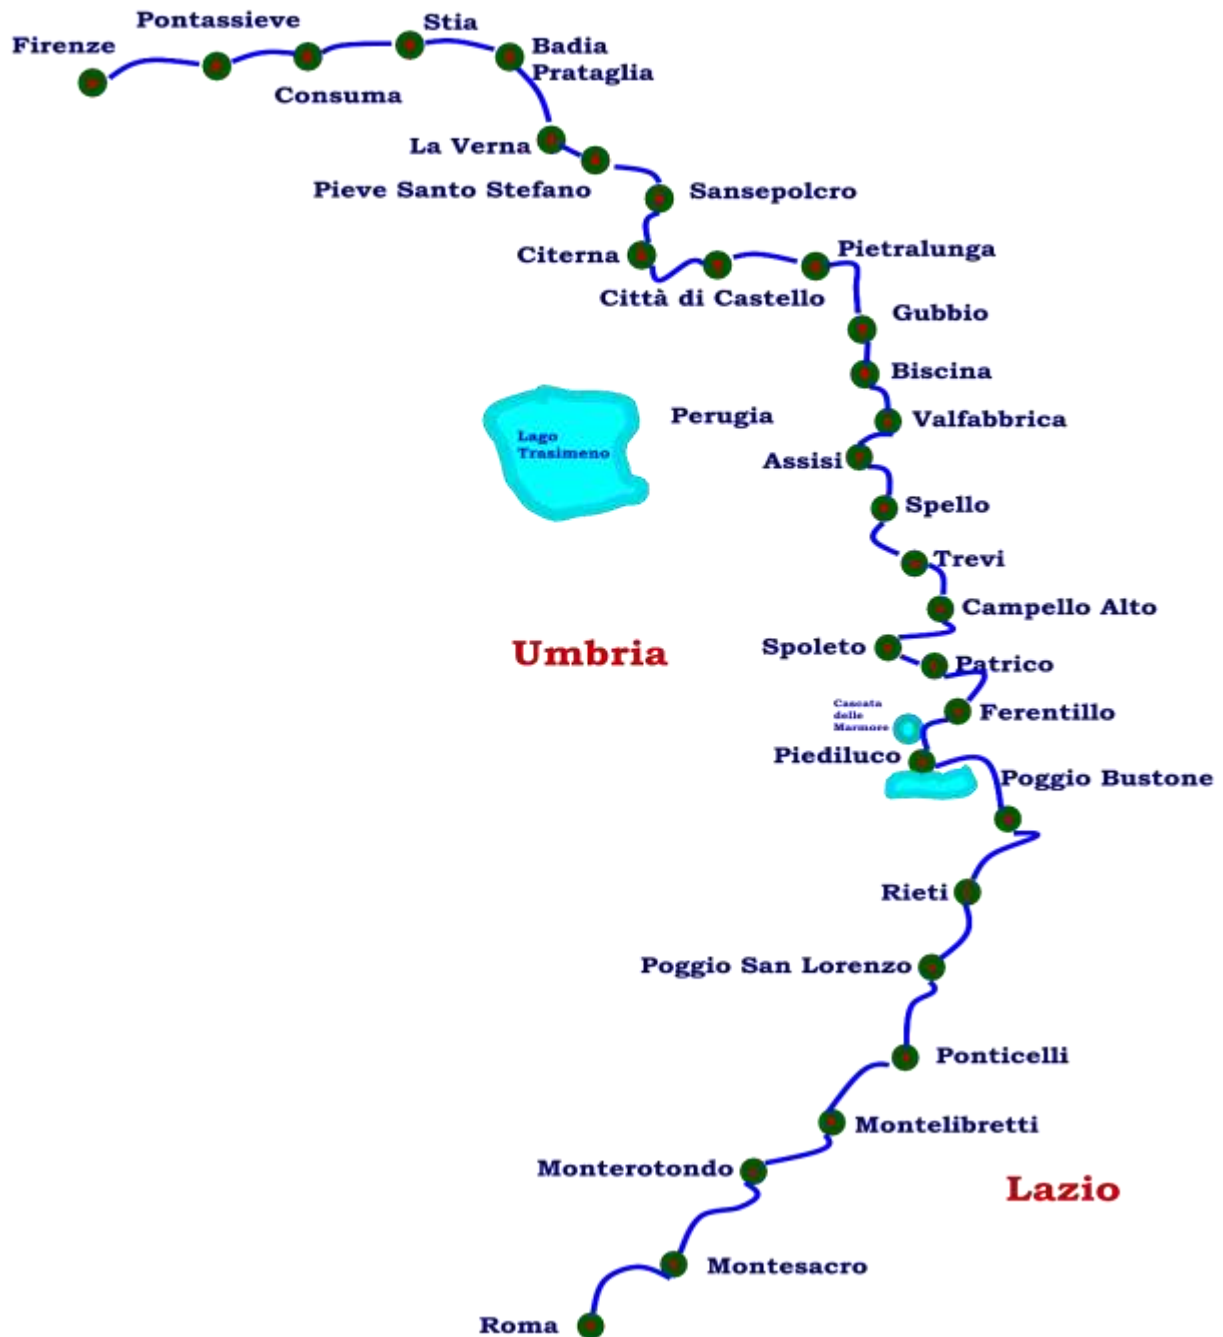 Pontassieve
Stia
Firenze
Badia
Prataglia
Consuma
La Verna
Pieve Santo Stefano
Sansepolcro
Citerna
Pietralunga
Città di Castello
Gubbio
Biscina
Perugia
Valfabbrica
Lago
Trasimeno
Assisi
Spello
Trevi
Campello Alto
Umbria
Spoleto
Patrico
Cascata
delle
Marmore
Ferentillo
Piediluco
Poggio Bustone
Rieti
Poggio San Lorenzo
Ponticelli
Montelibretti
Monterotondo
Lazio
Montesacro
Roma